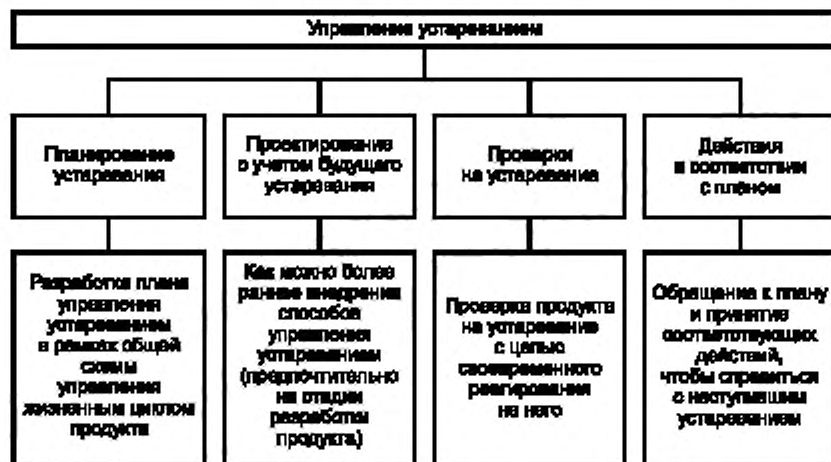 Управление устареванием
Планирование
устаревания
Проектирование
с учетом будущего
устаревания
Проверки
на устаревание
Действия
в соответствии
с планом
Разработка плана
управления
устареванием
в рамках общей
схемы
управления
жизненным циклом
продукта
Как можно более
раннее внедрение
способов
управления
устареванием
(предпочтительно
на стадии
разработки
продукта)
Проверка продукта
на устаревание
с целью
своевременного
реагирования
на него
Обращение к плану
и принятие
соответствующих
действий,
чтобы справиться
с наступившим
устареванием